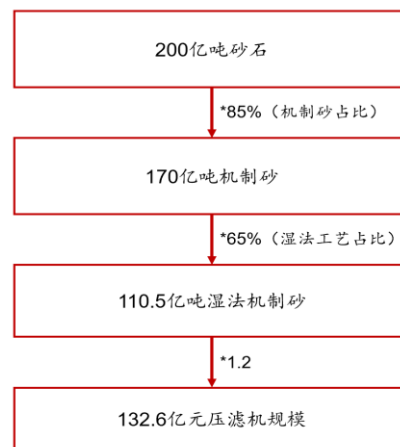 200亿吨砂石
*85%（机制砂占比）
170亿吨机制砂
*65%（湿法工艺占比）
110.5亿吨湿法机制砂
*1.2
132.6亿元压滤机规模